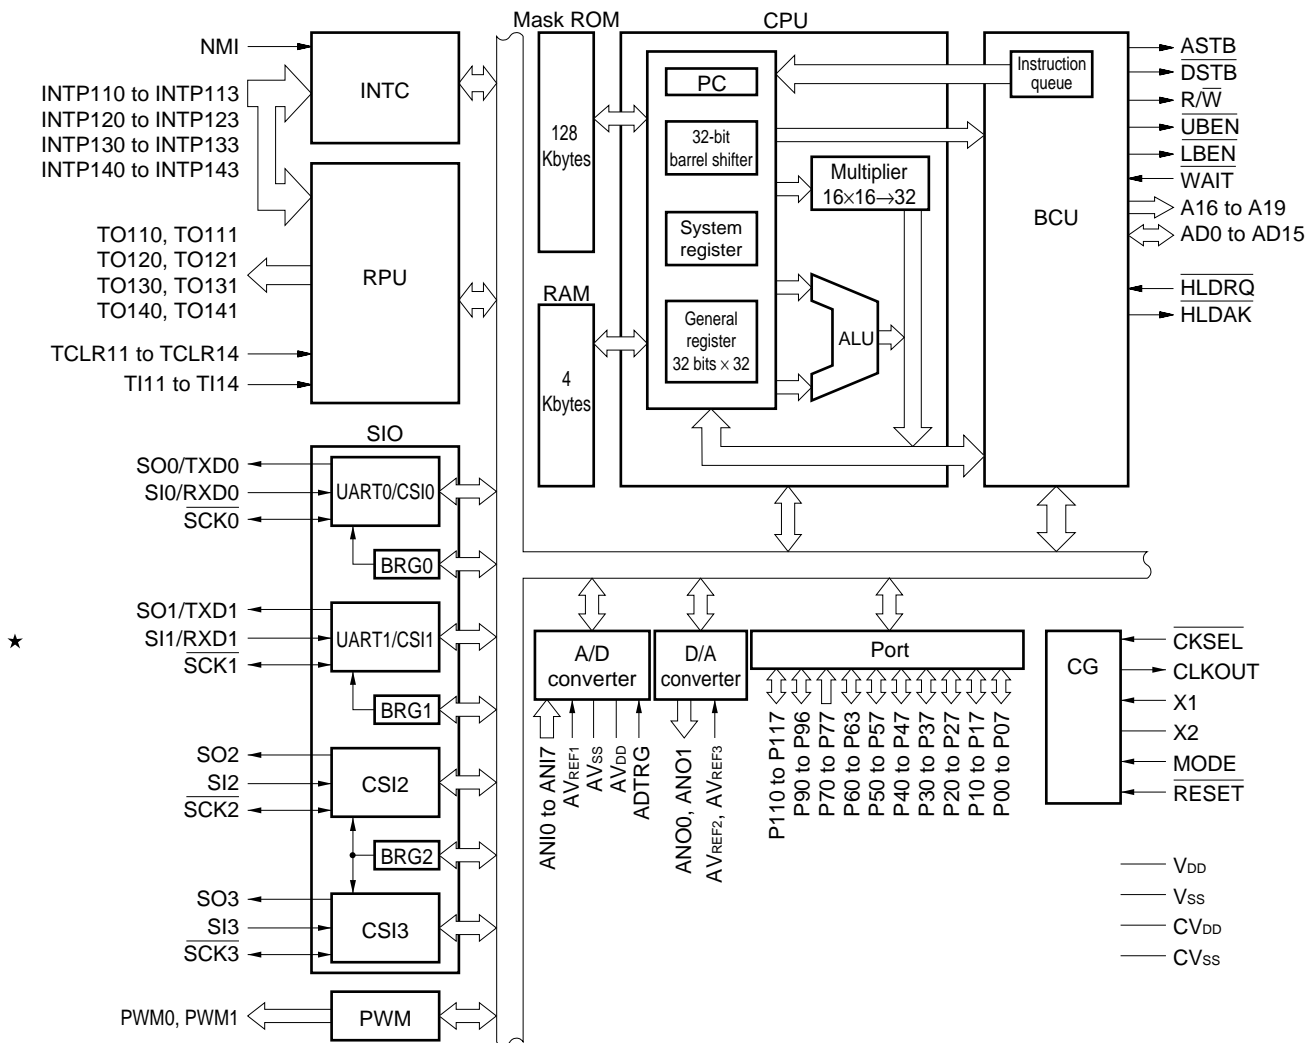 Mask ROM
CPU
NMI
INTC
INTP110 to INTP113
INTP120 to INTP123
INTP130 to INTP133
INTP140 to INTP143
RPU
TO110, TO111
TO120, TO121
TO130, TO131
TO140, TO141
TCLR11 to TCLR14
TI11 to TI14
128
Kbytes
RAM
4
Kbytes
PC
32-bit
barrel shifter
System
register
General
register
32 bits × 32
Multiplier
16×16→32
ALU
Instruction
queue
BCU
ASTB
DSTB
R/W
UBEN
LBEN
WAIT
A16 to A19
AD0 to AD15
HLDRQ
HLDAK
SIO
SO0/TXD0
SI0/RXD0
SCK0
UART0/CSI0
BRG0
SO1/TXD1
★ SI1/RXD1
SCK1
UART1/CSI1
BRG1
SO2
SI2
SCK2
CSI2
BRG2
SO3
SI3
SCK3
CSI3
PWM0, PWM1
PWM
A/D
converter
D/A
converter
Port
ANI0 to ANI7
AVREF1
AVSS
AVDD
ADTRG
ANO0, ANO1
AVREF2, AVREF3
P110 to P117
P90 to P96
P70 to P77
P60 to P63
P50 to P57
P40 to P47
P30 to P37
P20 to P27
P10 to P17
P00 to P07
CG
CKSEL
CLKOUT
X1
X2
MODE
RESET
VDD
VSS
CVDD
CVSS